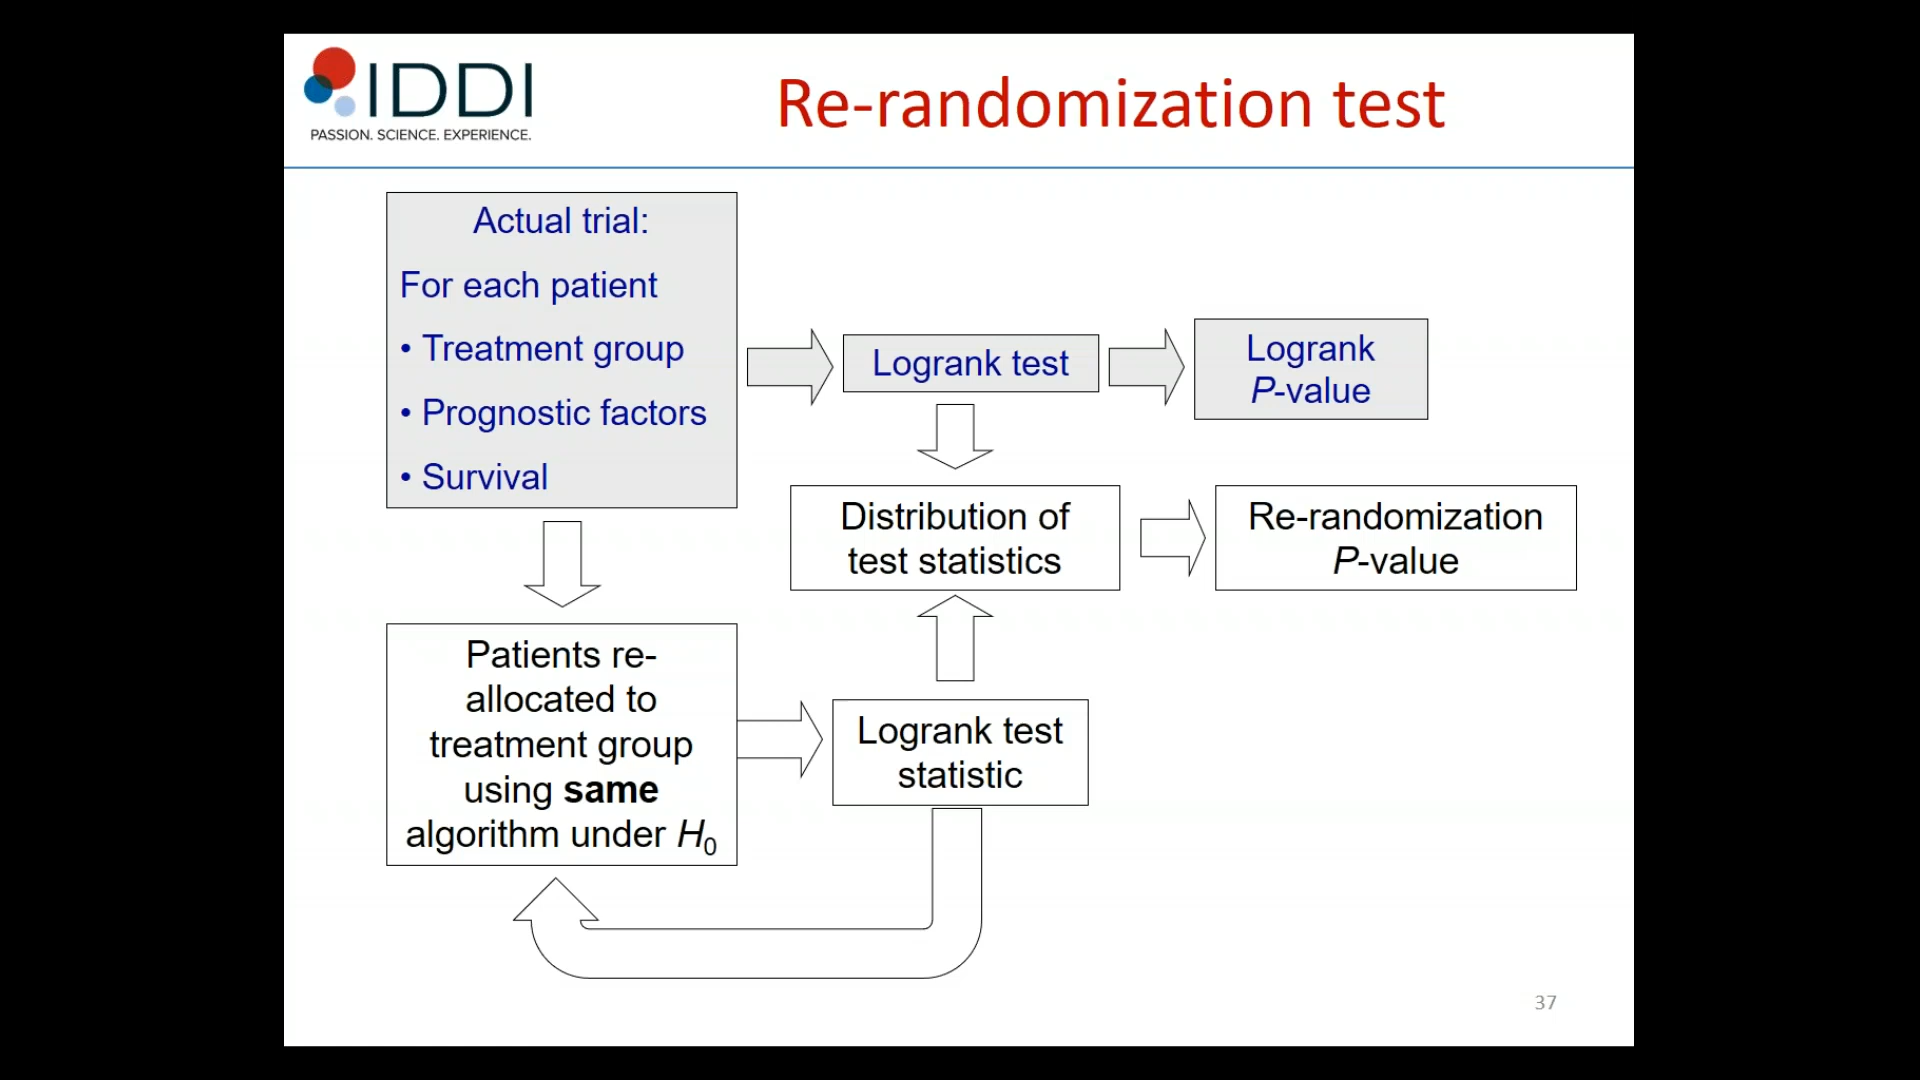 IDDI
PASSION. SCIENCE. EXPERIENCE.
Re-randomization test
Actual trial:
For each patient
• Treatment group
• Prognostic factors
• Survival
Logrank test
Logrank
P-value
Distribution of
test statistics
Re-randomization
P-value
Patients re-
allocated to
treatment group
using same
algorithm under H₀
Logrank test
statistic
37